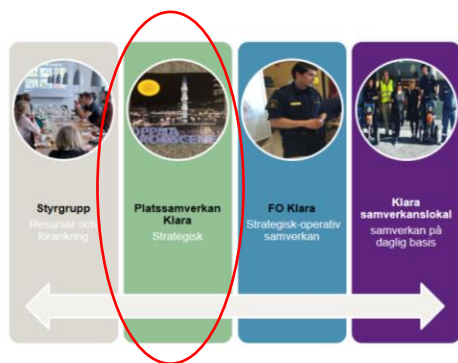 Styrgrupp
Resurser och
förankring
Platssamverkan
Klara
Strategisk
FO Klara
Strategisk-operativ
samverkan
Klara
samverkanslokal
samverkan på
daglig basis